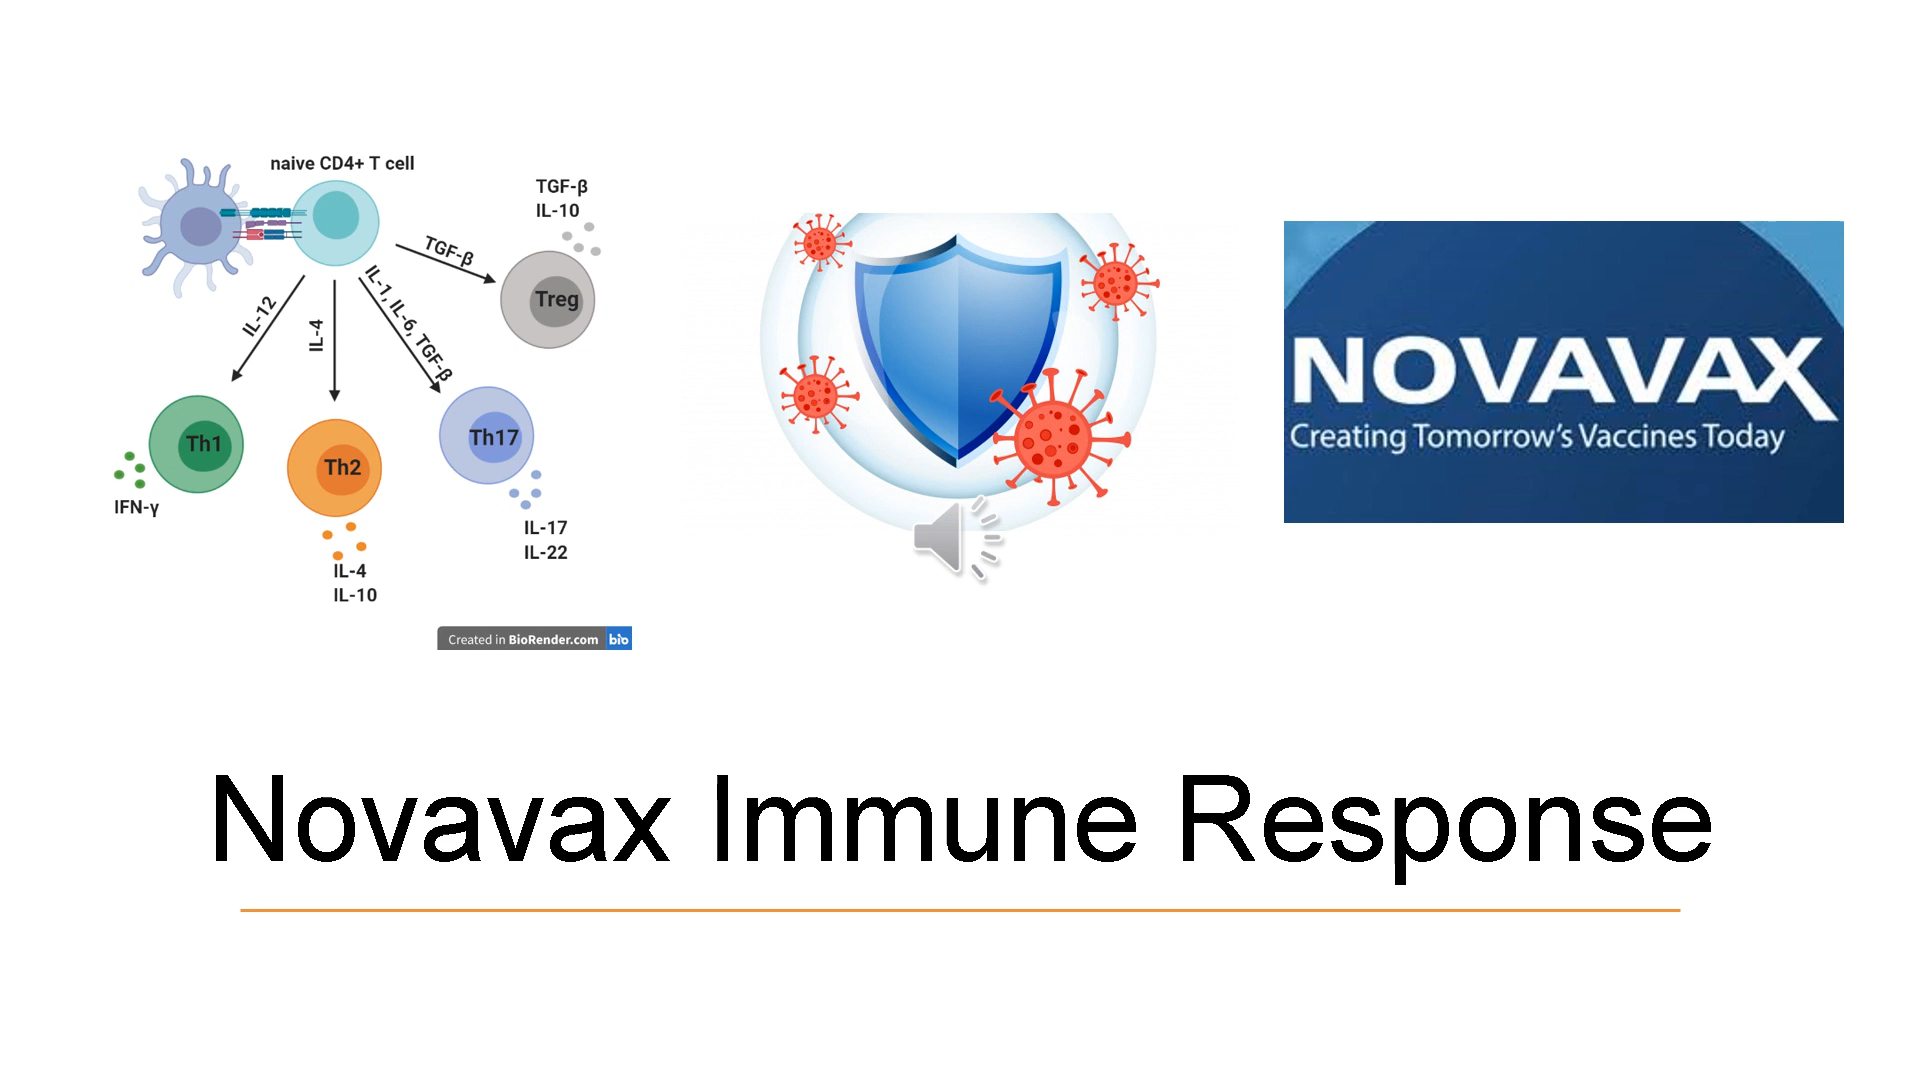 naive CD4+ T cell
TGF-β
IL-10
TGF-β
Treg
IL-12
IL-4
IL-1, IL-6, TGF-β
Th1
Th2
Th17
IFN-γ
IL-4
IL-10
IL-17
IL-22
Created in BioRender.com bio
NOVAVAX
Creating Tomorrow's Vaccines Today
Novavax Immune Response